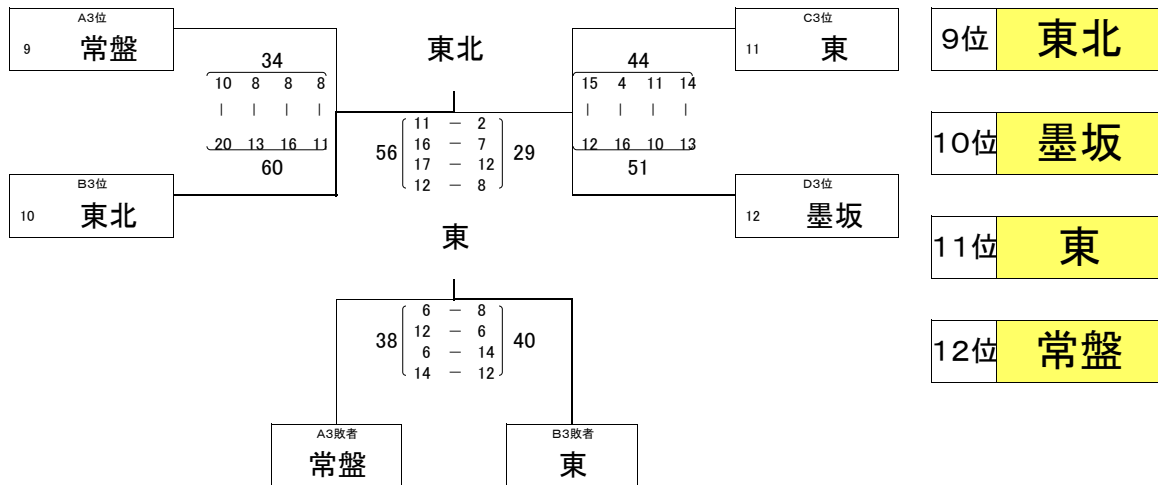 A3位
9 常盤
34
10 8 8 8
| | | |
20 13 16 11
60
B3位
10 東北
東北
56 29
11 － 2
16 － 7
17 － 12
12 － 8
C3位
11 東
44
15 4 11 14
| | | |
12 16 10 13
51
D3位
12 墨坂
東
38 40
6 － 8
12 － 6
6 － 14
14 － 12
A3敗者
常盤
B3敗者
東
9位 東北
10位 墨坂
11位 東
12位 常盤